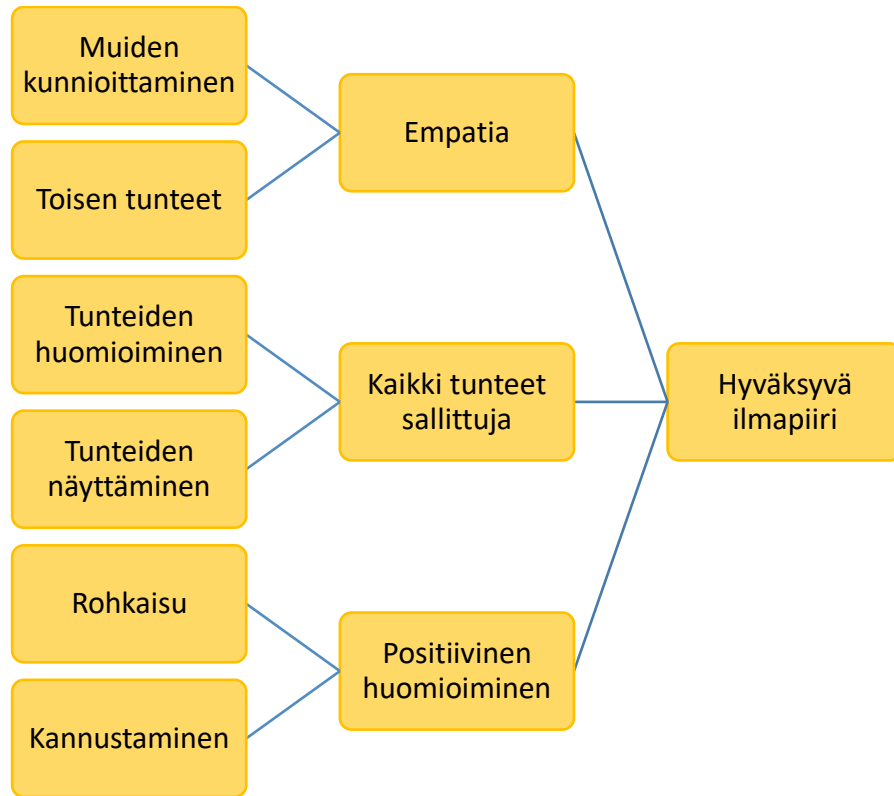 Muiden
kunnioittaminen
Toisen tunteet
Empatia
Tunteiden
huomioiminen
Tunteiden
näyttäminen
Kaikki tunteet
sallittuja
Rohkaisu
Kannustaminen
Positiivinen
huomioiminen
Hyväksyvä
ilmapiiri